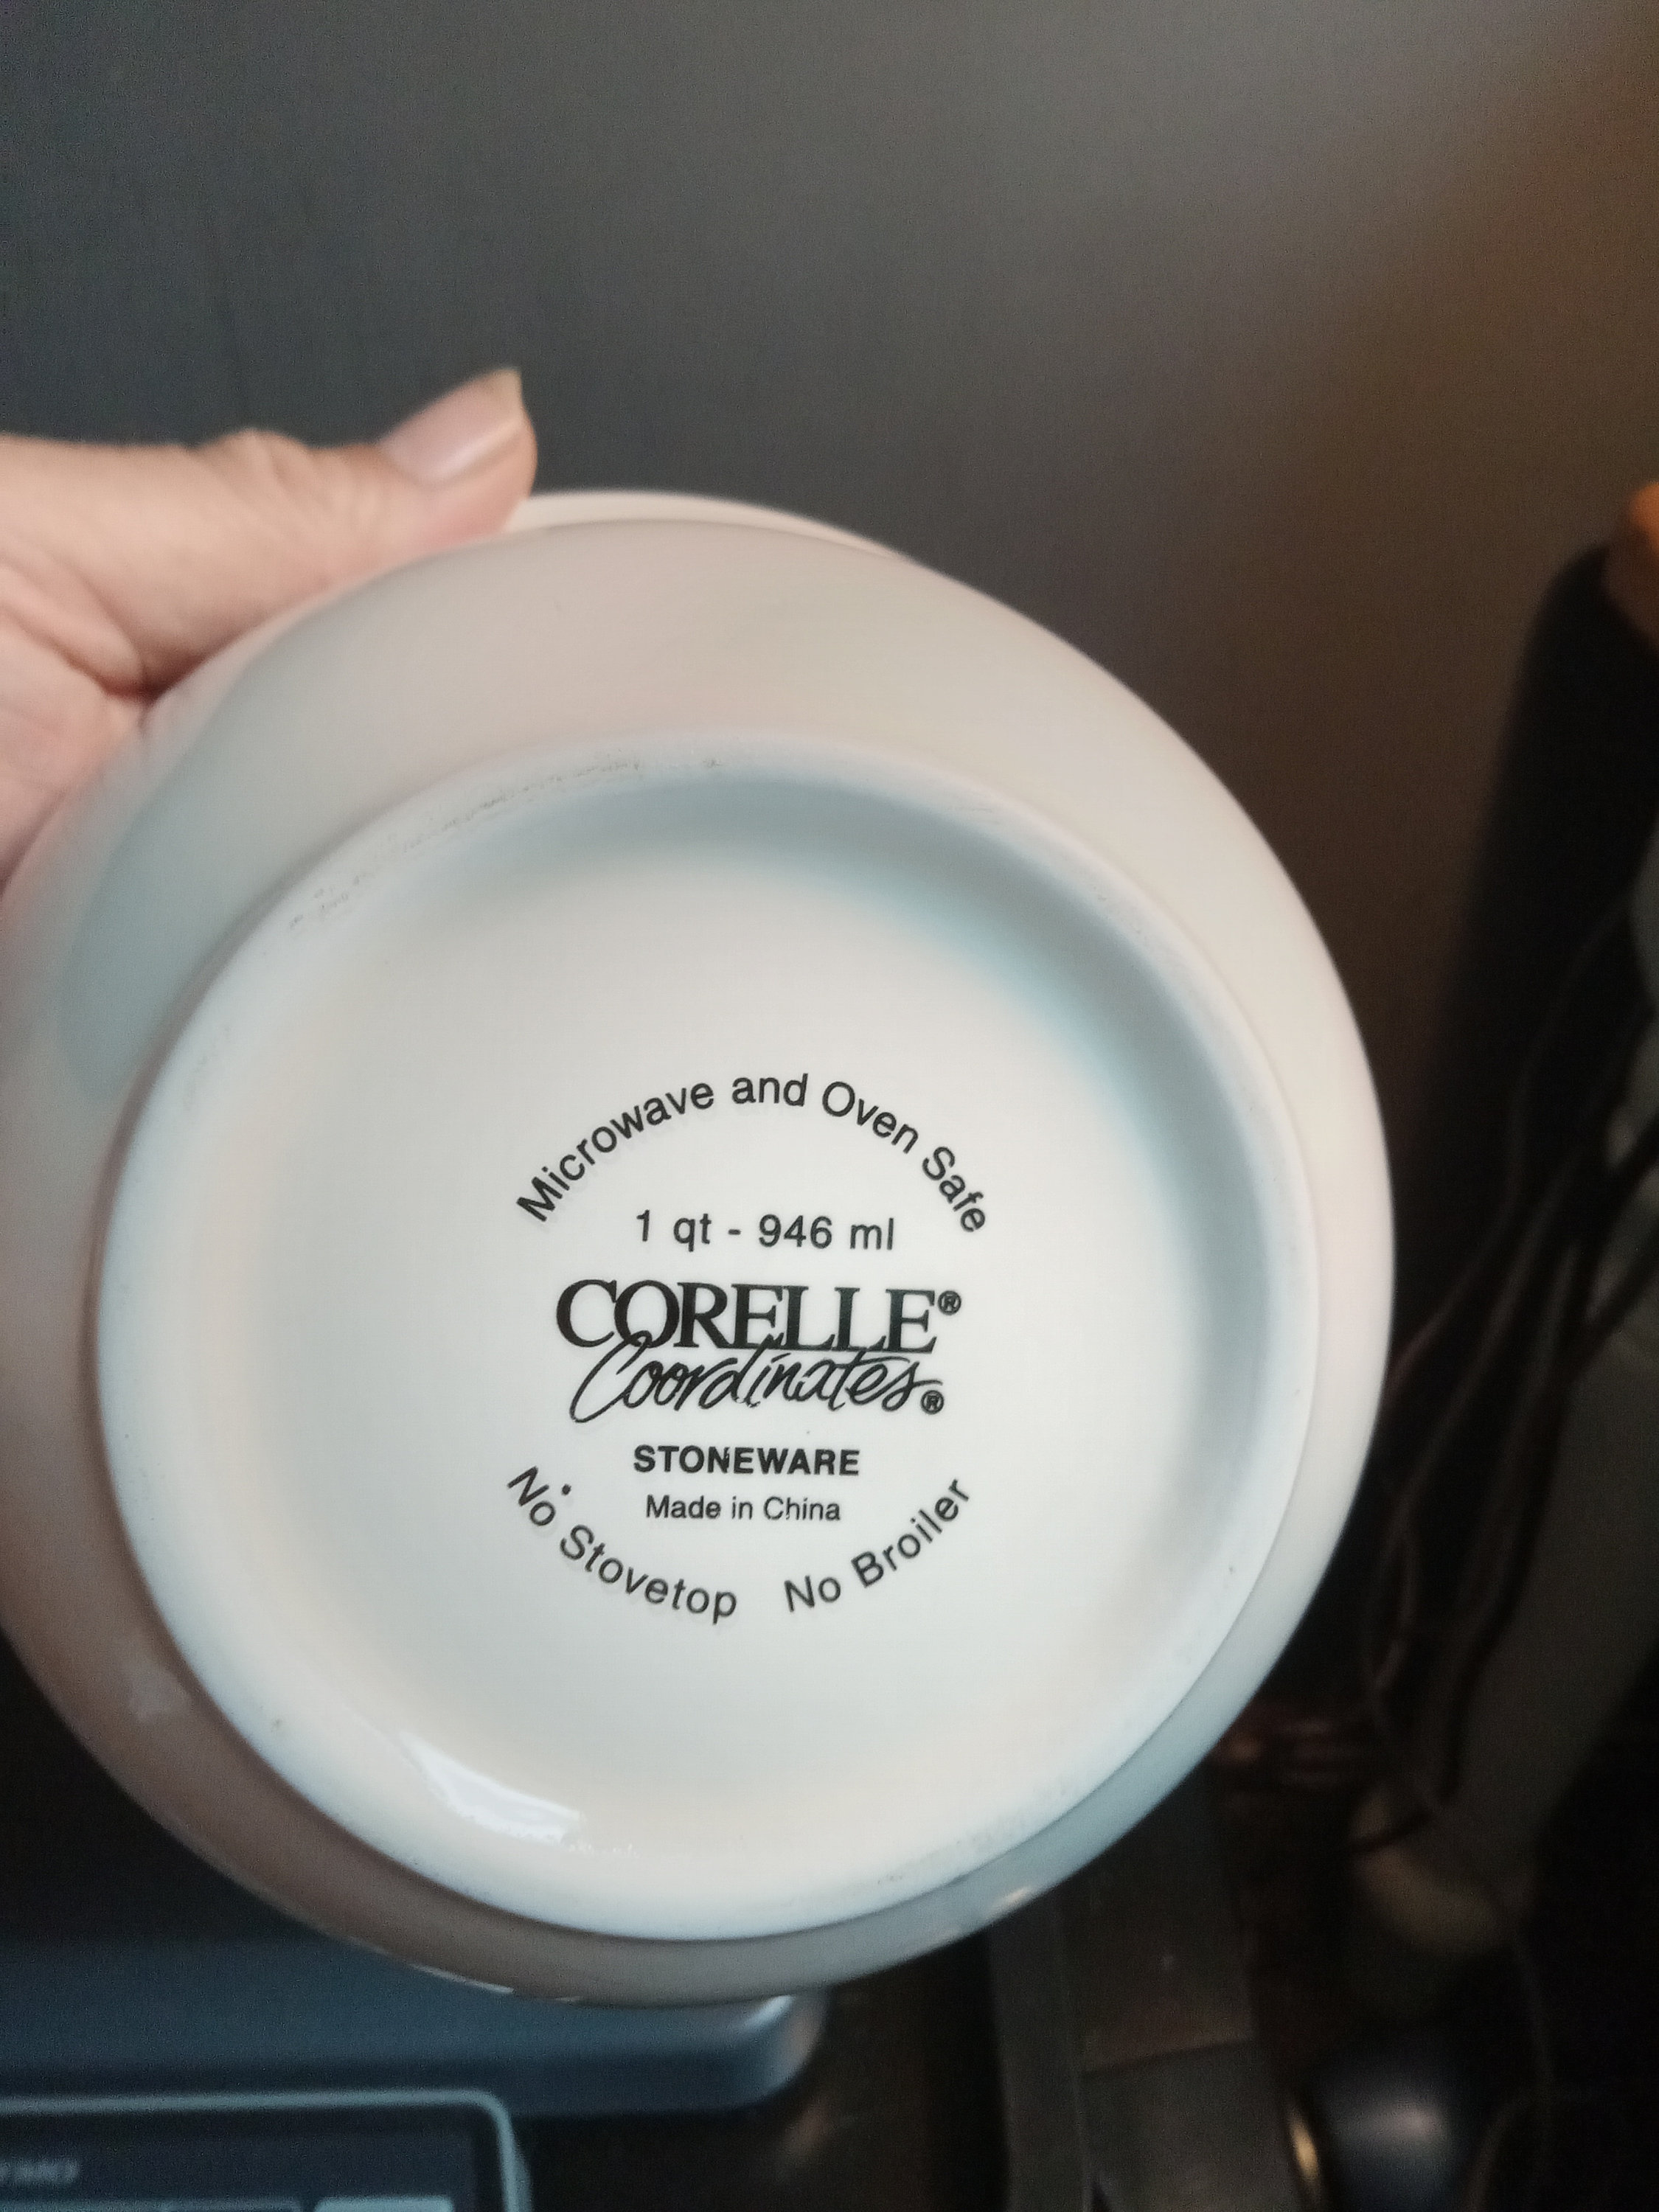 Microwave and Oven Safe
1 qt - 946 ml
CORELLE®
Coordinates®
STONEWARE
Made in China
No Stovetop No Broiler